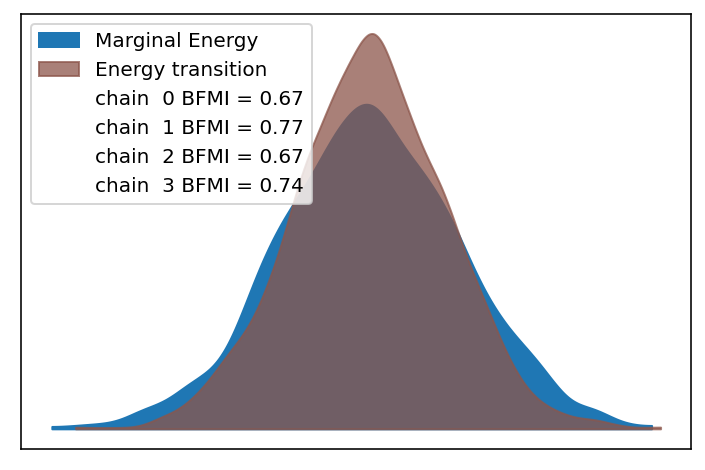 Marginal Energy
Energy transition
chain  0 BFMI = 0.67
chain  1 BFMI = 0.77
chain  2 BFMI = 0.67
chain  3 BFMI = 0.74